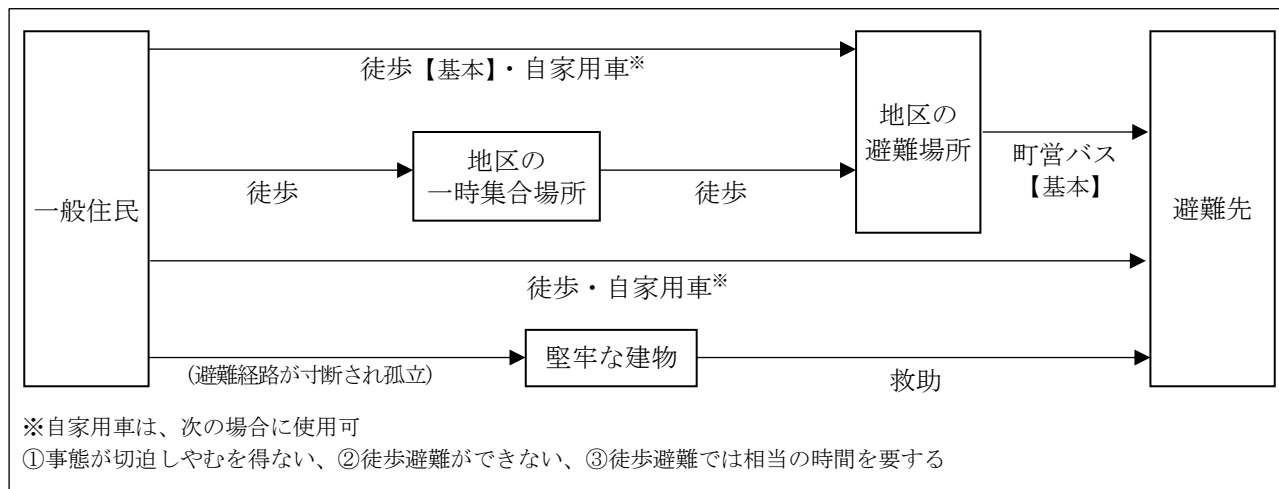 徒歩【基本】・自家用車※
地区の
避難場所
町営バス
【基本】
地区の
一時集合場所
徒歩
徒歩
一般住民
避難先
徒歩・自家用車※
(避難経路が寸断され孤立)
堅牢な建物
救助
※自家用車は、次の場合に使用可
①事態が切迫しやむを得ない、②徒歩避難ができない、③徒歩避難では相当の時間を要する